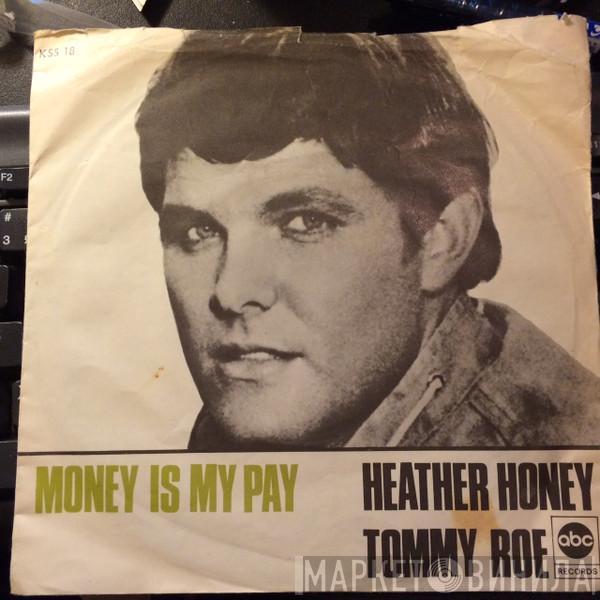 KSS 18
F2
#
3
MONEY IS MY PAY
HEATHER HONEY
TOMMY ROE
abc
RECORDS
МАРКЕТ ВИНИЛА